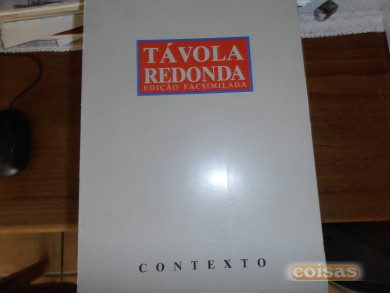 TÁVOLA
REDONDA
EDIÇÃO FACSIMILADA
CONTEXTO
coisas